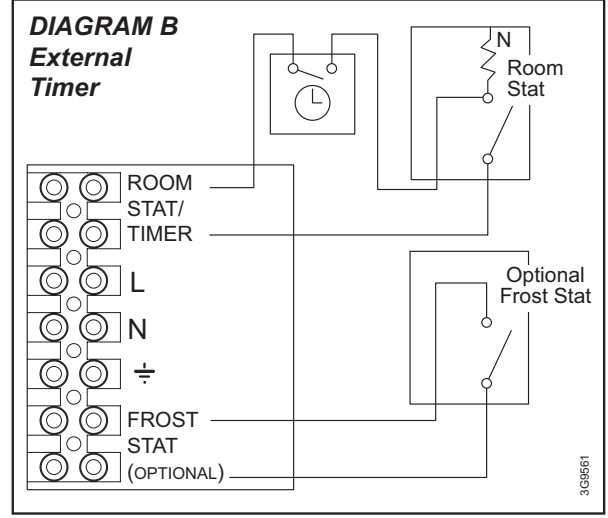 DIAGRAM B
External
Timer
N
Room
Stat
ROOM
STAT/
TIMER
L
N
Optional
Frost Stat
FROST
STAT
(OPTIONAL)
3G9561